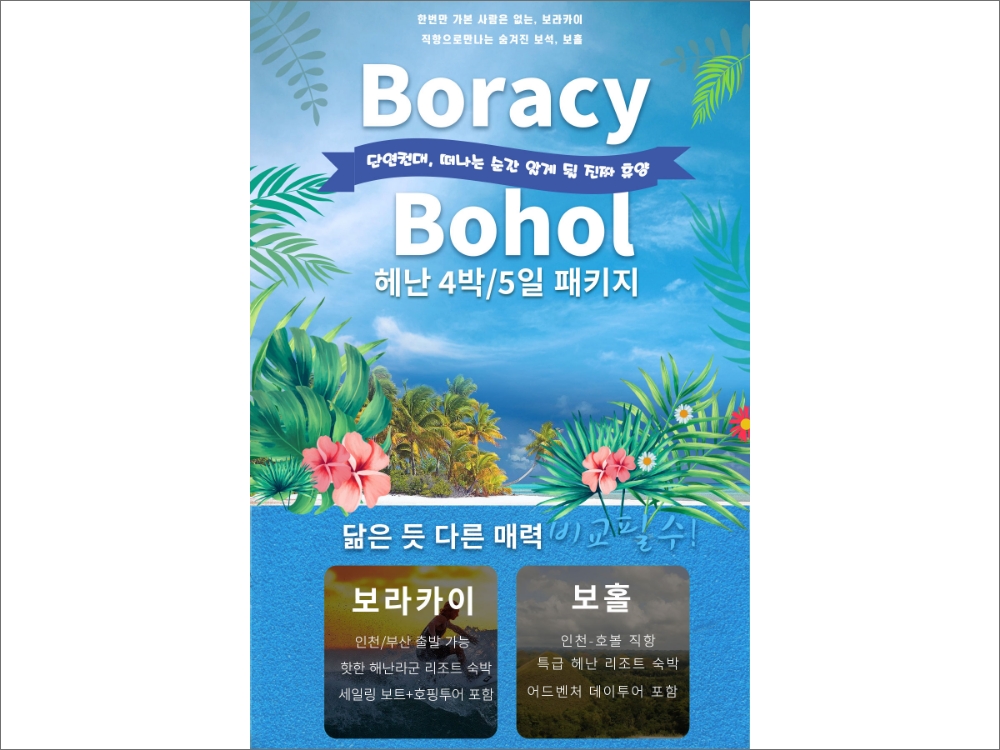 한번만 가본 사람은 없는, 보라카이
직항으로만나는 숨겨진 보석, 보홀
Boracy
단연컨대, 떠나는 순간 알게 될 진짜 휴양
Bohol
헤난 4박/5일 패키지
닮은 듯 다른 매력 비교필수!
보라카이
인천/부산 출발 가능
핫한 해난라군 리조트 숙박
세일링 보트+호핑투어 포함
보홀
인천-호볼 직항
특급 헤난 리조트 숙박
어드벤처 데이투어 포함